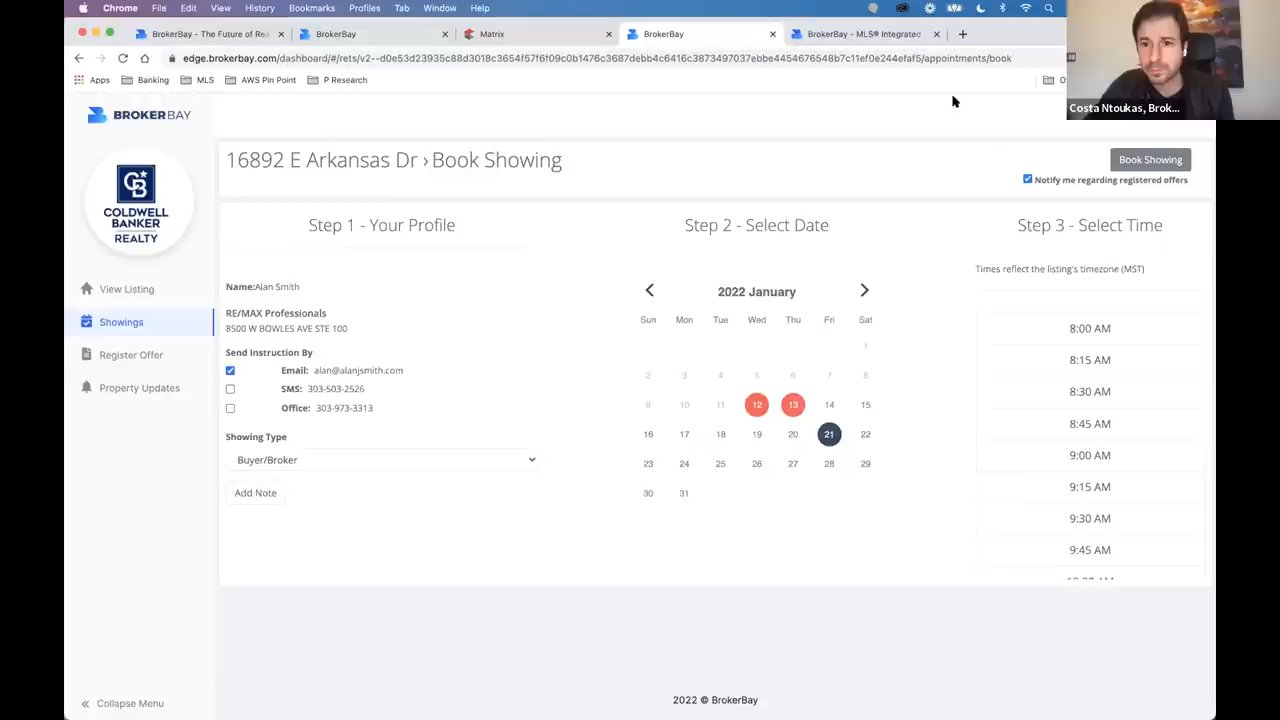 Chrome File Edit View History Bookmarks Profiles Tab Window Help
BrokerBay - The Future of Rea
BrokerBay
Matrix
BrokerBay
BrokerBay - MLS® Integrated
edge.brokerbay.com/dashboard/#/rets/v2--d0e53d23935c88d3018c3654f57f6f09c0b1476c3687debb4c6416c3873497037ebbe4454676548b7c11ef0e244efaf5/appointments/book
Apps Banking MLS AWS Pin Point P Research
Costa Ntoukas, Brok...
BROKERBAY
16892 E Arkansas Dr › Book Showing
Book Showing
Notify me regarding registered offers
CB
COLDWELL
BANKER
REALTY
View Listing
Showings
Register Offer
Property Updates
Step 1 - Your Profile
Name:Alan Smith
RE/MAX Professionals
8500 W BOWLES AVE STE 100
Send Instruction By
Email: alan@alanjsmith.com
SMS: 303-503-2526
Office: 303-973-3313
Showing Type
Buyer/Broker
Add Note
Step 2 - Select Date
2022 January
Sun Mon Tue Wed Thu Fri Sat
1
2 3 4 5 6 7 8
9 10 11 12 13 14 15
16 17 18 19 20 21 22
23 24 25 26 27 28 29
30 31
Step 3 - Select Time
Times reflect the listing's timezone (MST)
8:00 AM
8:15 AM
8:30 AM
8:45 AM
9:00 AM
9:15 AM
9:30 AM
9:45 AM
Collapse Menu
2022 © BrokerBay